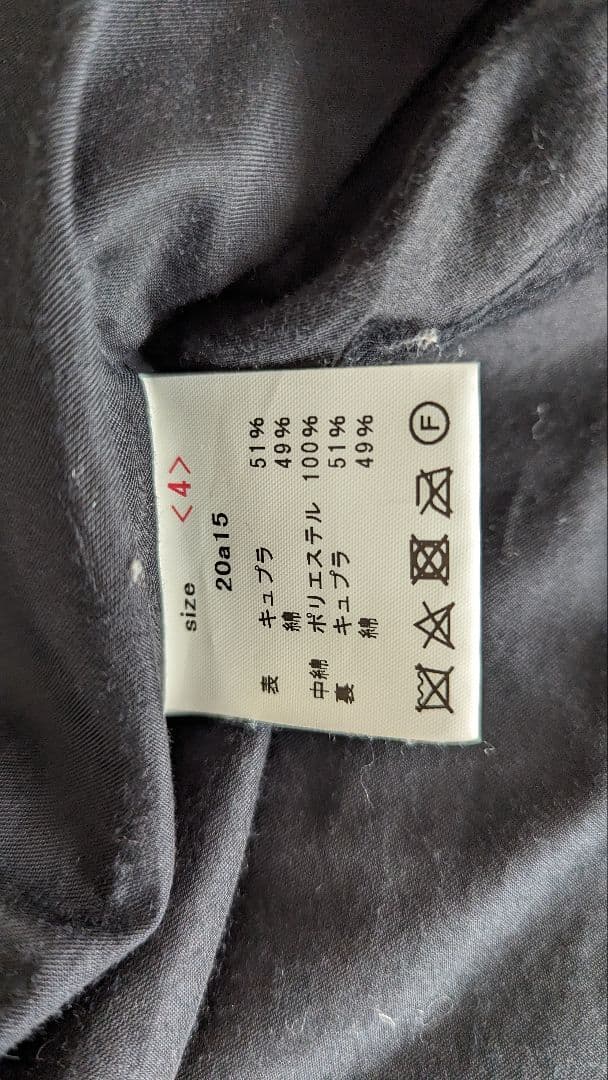 size <4>
20a15
表 キュプラ 51%
綿 49%
中綿 ポリエステル 100%
裏 キュプラ 51%
綿 49%
F